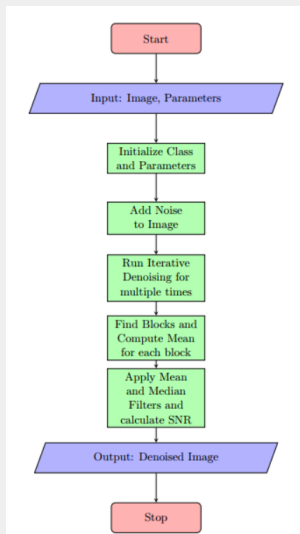 Start
Input: Image, Parameters
Initialize Class
and Parameters
Add Noise
to Image
Run Iterative
Denoising for
multiple times
Find Blocks and
Compute Mean
for each block
Apply Mean
and Median
Filters and
calculate SNR
Output: Denoised Image
Stop